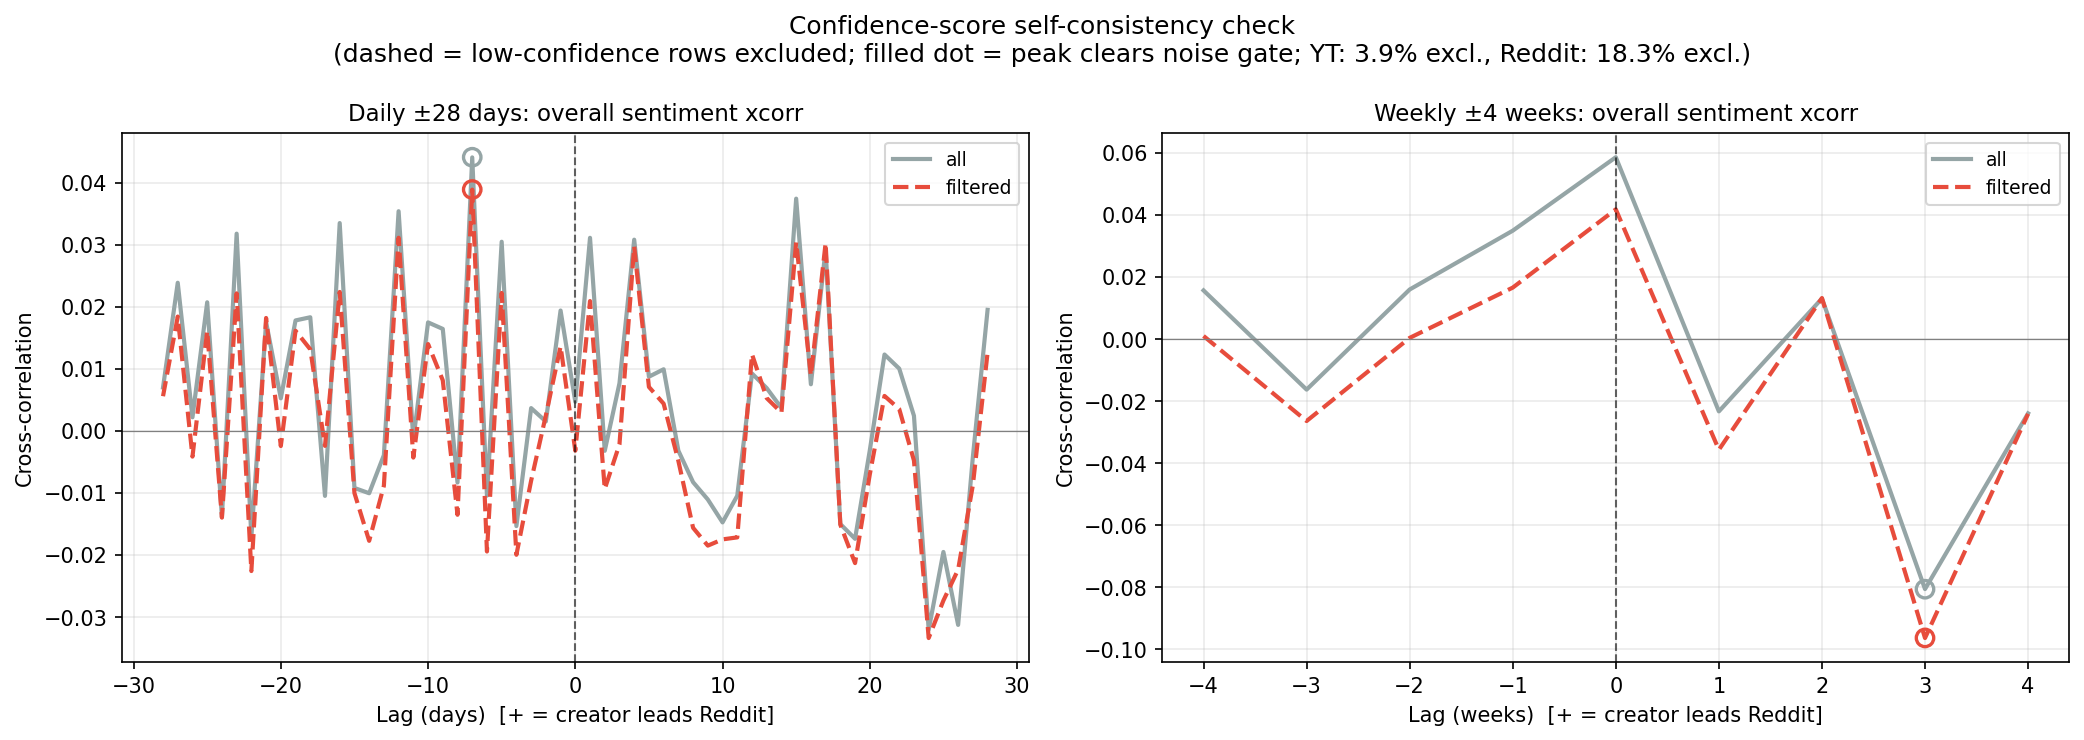 Confidence-score self-consistency check
(dashed = low-confidence rows excluded; filled dot = peak clears noise gate; YT: 3.9% excl., Reddit: 18.3% excl.)
Daily ±28 days: overall sentiment xcorr
Cross-correlation
0.04
0.03
0.02
0.01
0.00
−0.01
−0.02
−0.03
all
filtered
−30 −20 −10 0 10 20 30
Lag (days) [+ = creator leads Reddit]
Weekly ±4 weeks: overall sentiment xcorr
Cross-correlation
0.06
0.04
0.02
0.00
−0.02
−0.04
−0.06
−0.08
−0.10
all
filtered
−4 −3 −2 −1 0 1 2 3 4
Lag (weeks) [+ = creator leads Reddit]